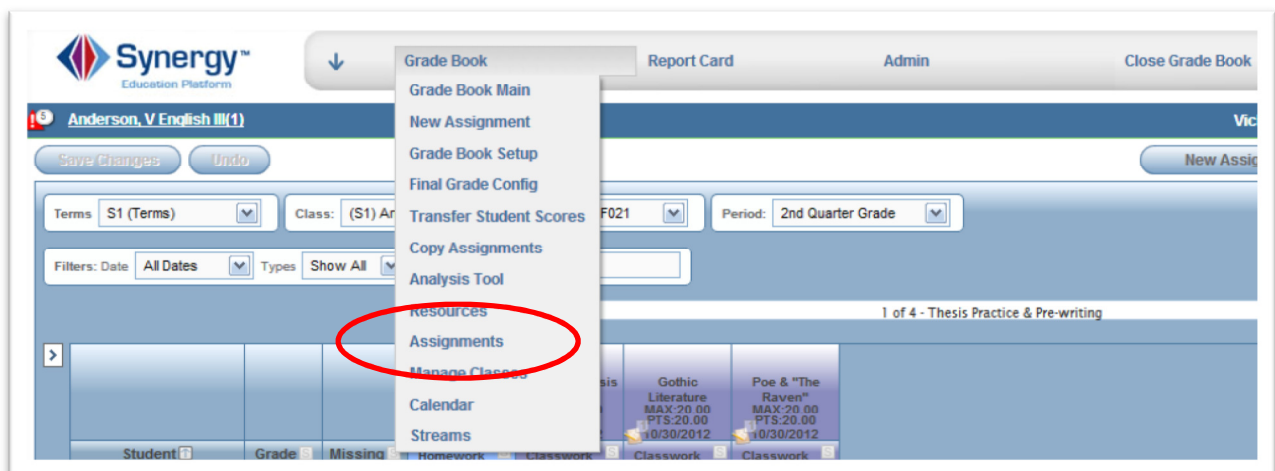 Synergy™
Education Platform
Grade Book Report Card Admin Close Grade Book
Grade Book Main
5 Anderson, V English III(1) New Assignment Vic
Save Changes Undo Grade Book Setup New Assig
Final Grade Config
Terms S1 (Terms) Class: (S1) An Transfer Student Scores F021 Period: 2nd Quarter Grade
Copy Assignments
Filters: Date All Dates Types Show All Analysis Tool
Resources 1 of 4 - Thesis Practice & Pre-writing
Assignments
Manage Classes sis Gothic Literature MAX:20.00 PTS:20.00 10/30/2012 Poe & "The Raven" MAX:20.00 PTS:20.00 10/30/2012
Calendar
Streams
Student Grade Missing Homework Classwork Classwork Classwork